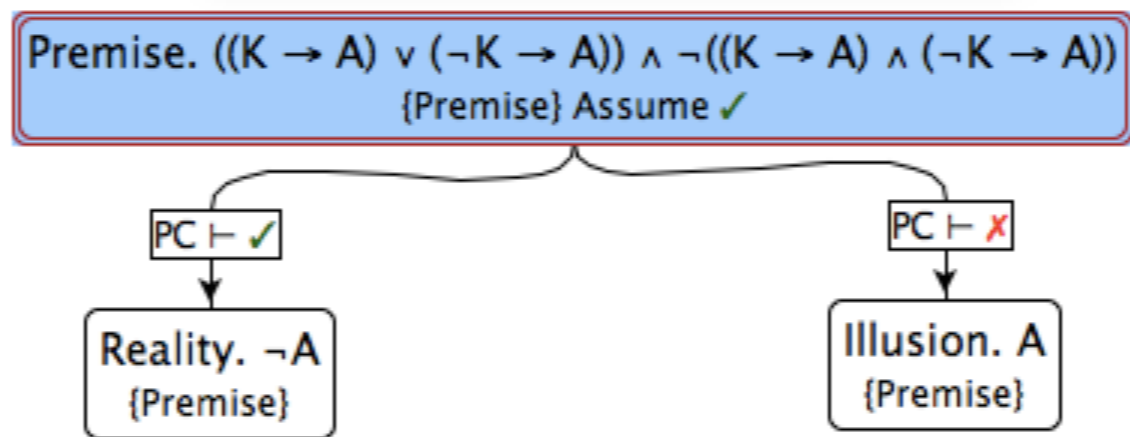 Premise. ((K → A) ∨ (¬K → A)) ∧ ¬((K → A) ∧ (¬K → A))
{Premise} Assume ✓
PC ⊢ ✓
PC ⊢ ✗
Reality. ¬A
{Premise}
Illusion. A
{Premise}